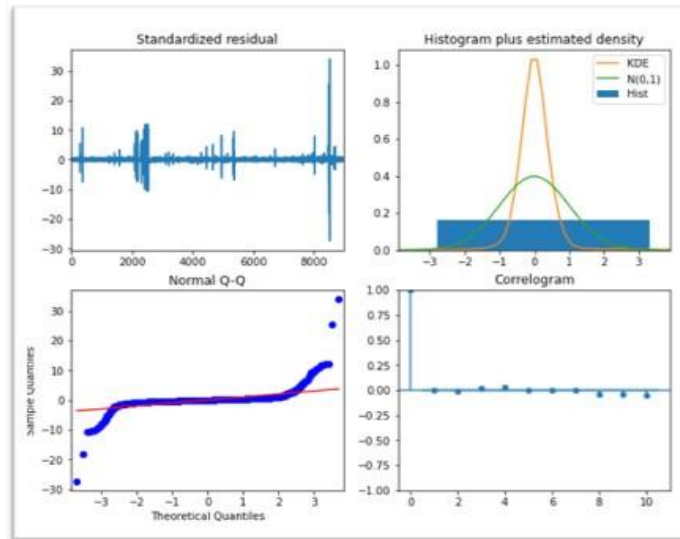 Standardized residual
30
20
10
0
−10
−20
−30
0 2000 4000 6000 8000
Histogram plus estimated density
KDE
N(0,1)
Hist
1.0
0.8
0.6
0.4
0.2
0.0
−3 −2 −1 0 1 2 3
Normal Q-Q
30
20
10
0
−10
−20
−30
Sample Quantiles
−3 −2 −1 0 1 2 3
Theoretical Quantiles
Correlogram
1.00
0.75
0.50
0.25
0.00
−0.25
−0.50
−0.75
−1.00
0 2 4 6 8 10